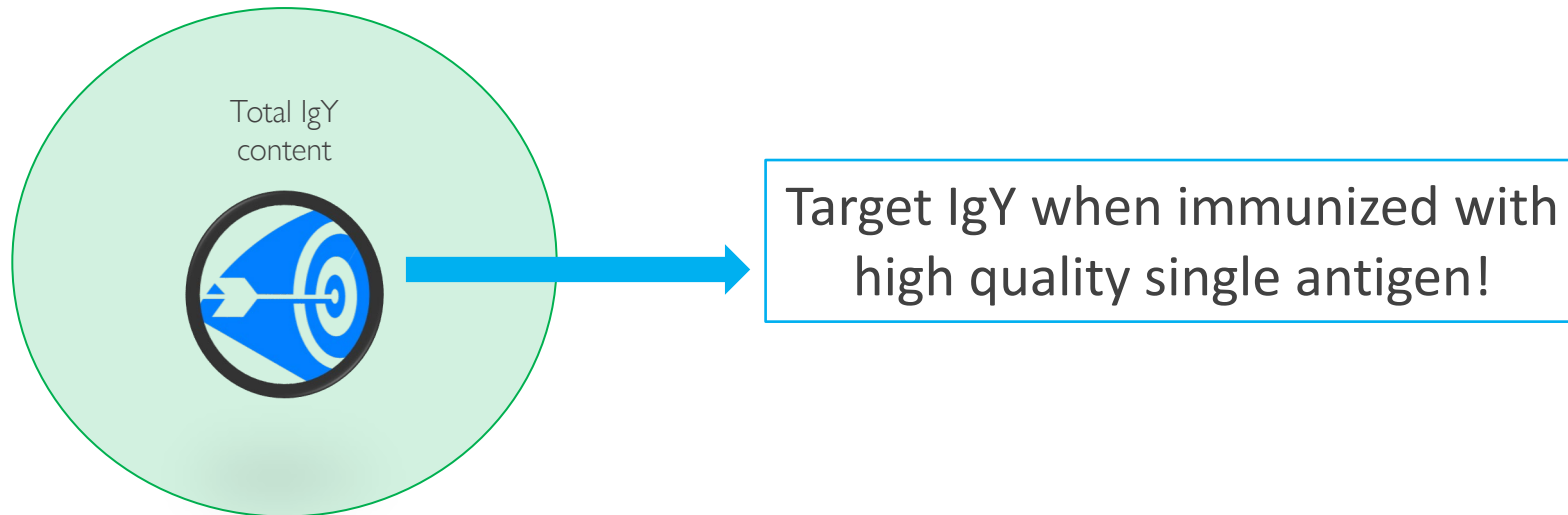 Total IgY
content
Target IgY when immunized with
high quality single antigen!